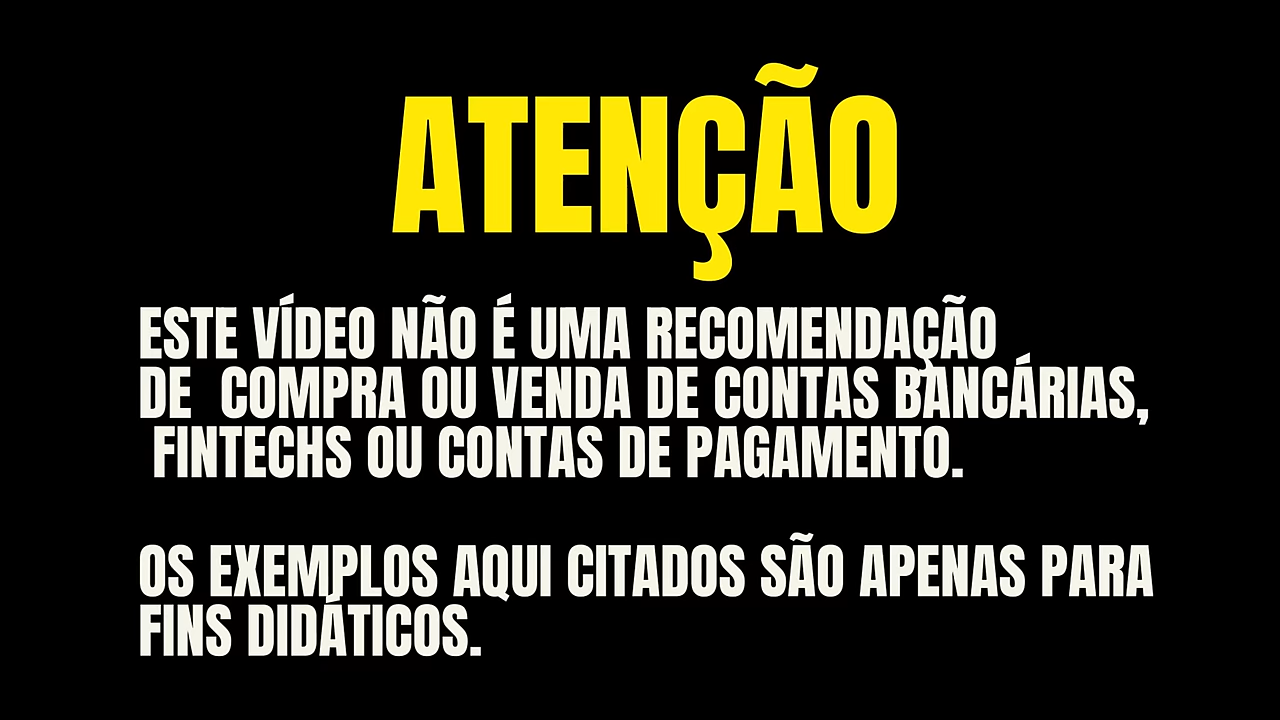 ATENÇÃO
ESTE VÍDEO NÃO É UMA RECOMENDAÇÃO
DE COMPRA OU VENDA DE CONTAS BANCÁRIAS,
FINTECHS OU CONTAS DE PAGAMENTO.
OS EXEMPLOS AQUI CITADOS SÃO APENAS PARA
FINS DIDÁTICOS.